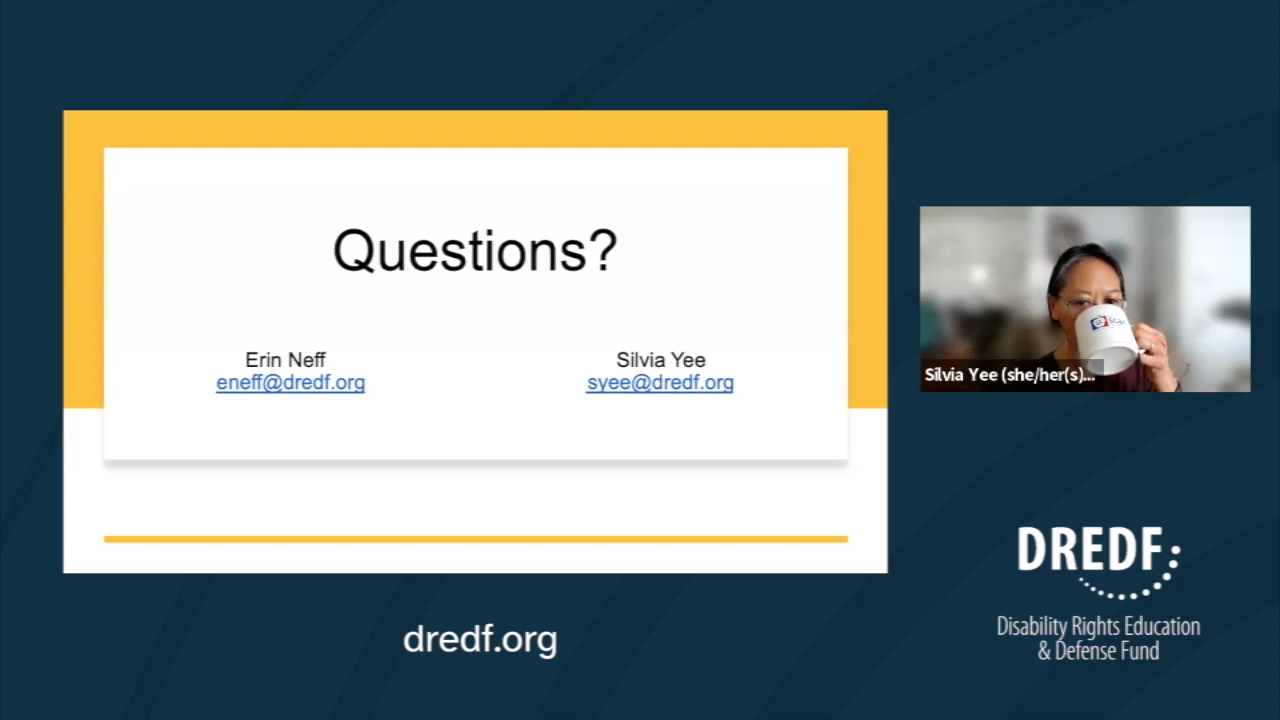 Questions?
Erin Neff
eneff@dredf.org
Silvia Yee
syee@dredf.org
Silvia Yee (she/her(s)...
dredf.org
DREDF
Disability Rights Education
& Defense Fund